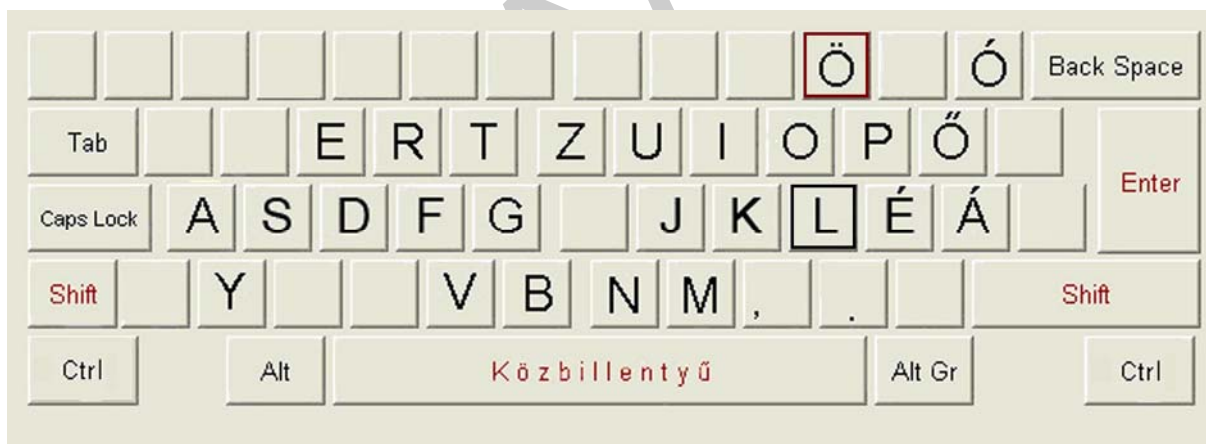 Ö Ó Back Space
Tab E R T Z U I O P Ő
Enter
Caps Lock A S D F G J K L É Á
Shift Y V B N M , . Shift
Ctrl Alt Közbillentyű Alt Gr Ctrl